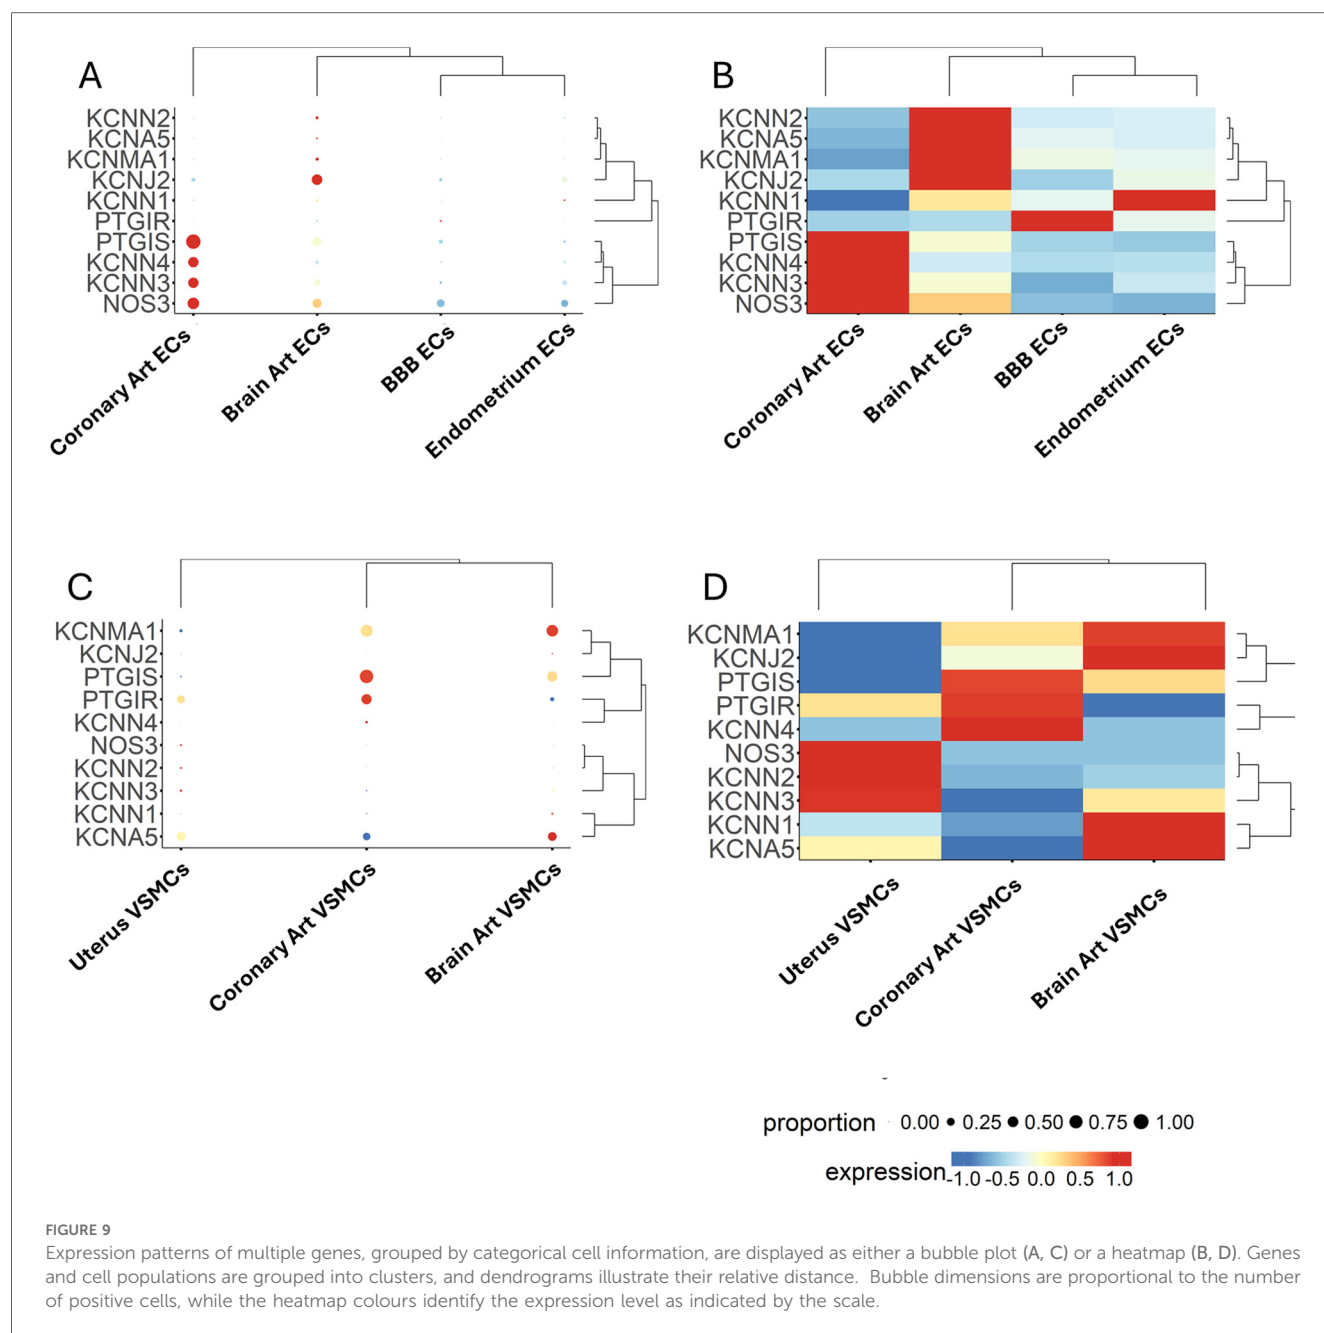 A
KCNN2
KCNA5
KCNMA1
KCNJ2
KCNN1
PTGIR
PTGIS
KCNN4
KCNN3
NOS3
Coronary Art ECs
Brain Art ECs
BBB ECs
Endometrium ECs
B
KCNN2
KCNA5
KCNMA1
KCNJ2
KCNN1
PTGIR
PTGIS
KCNN4
KCNN3
NOS3
Coronary Art ECs
Brain Art ECs
BBB ECs
Endometrium ECs
C
KCNMA1
KCNJ2
PTGIS
PTGIR
KCNN4
NOS3
KCNN2
KCNN3
KCNN1
KCNA5
Uterus VSMCs
Coronary Art VSMCs
Brain Art VSMCs
D
KCNMA1
KCNJ2
PTGIS
PTGIR
KCNN4
NOS3
KCNN2
KCNN3
KCNN1
KCNA5
Uterus VSMCs
Coronary Art VSMCs
Brain Art VSMCs
proportion 0.00 0.25 0.50 0.75 1.00
expression -1.0 -0.5 0.0 0.5 1.0
FIGURE 9
Expression patterns of multiple genes, grouped by categorical cell information, are displayed as either a bubble plot (A, C) or a heatmap (B, D). Genes
and cell populations are grouped into clusters, and dendrograms illustrate their relative distance. Bubble dimensions are proportional to the number
of positive cells, while the heatmap colours identify the expression level as indicated by the scale.